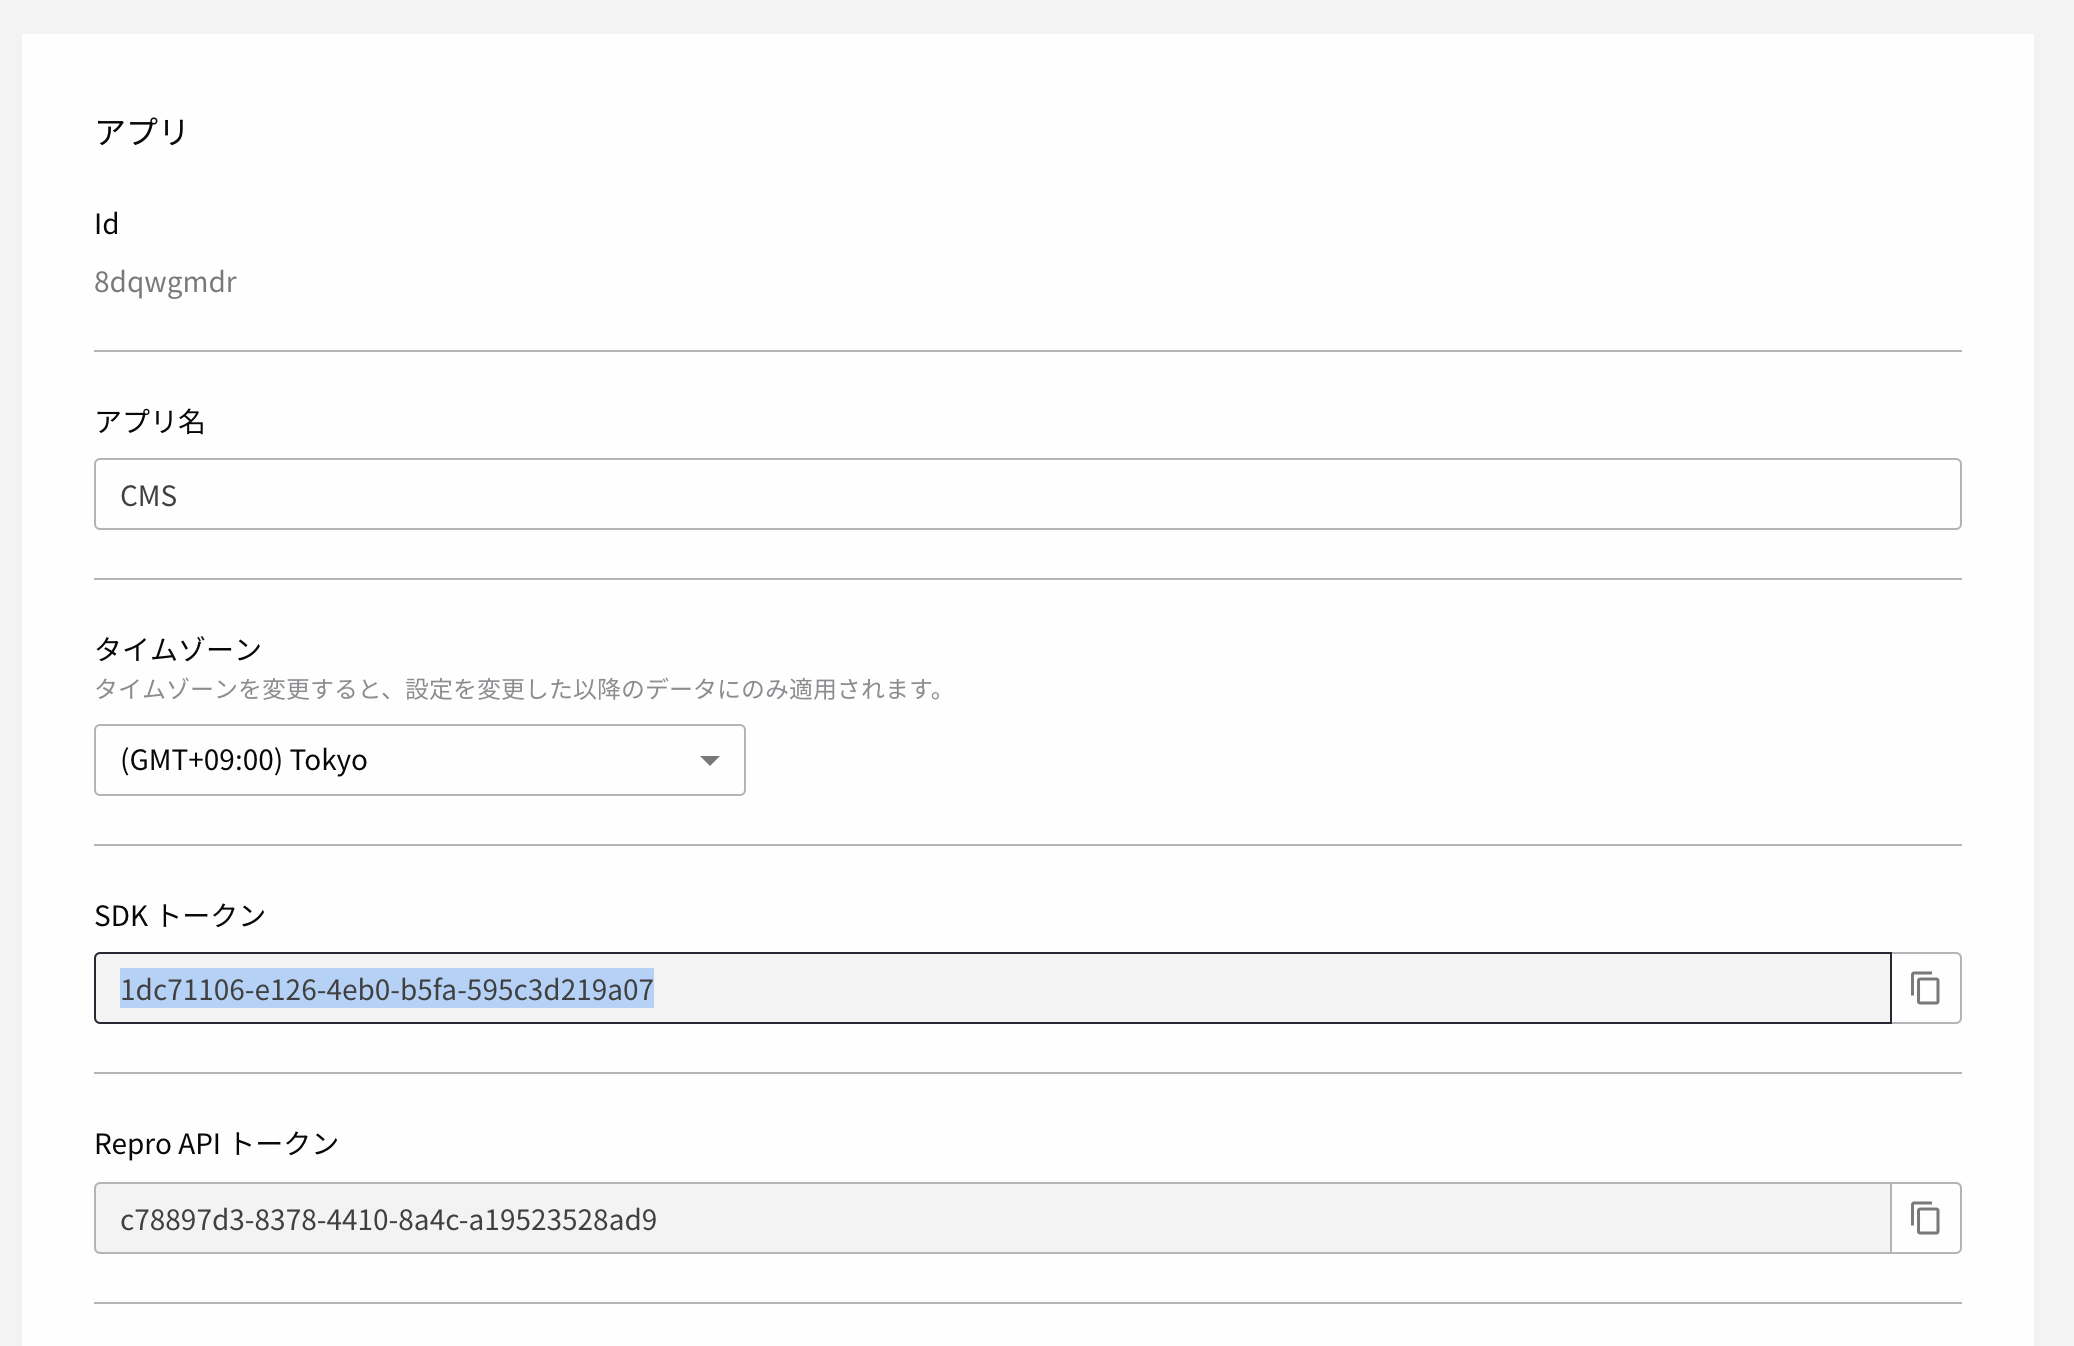 アプリ
Id
8dqwgmdr
アプリ名
CMS
タイムゾーン
タイムゾーンを変更すると、設定を変更した以降のデータにのみ適用されます。
(GMT+09:00) Tokyo
SDK トークン
1dc71106-e126-4eb0-b5fa-595c3d219a07
Repro API トークン
c78897d3-8378-4410-8a4c-a19523528ad9